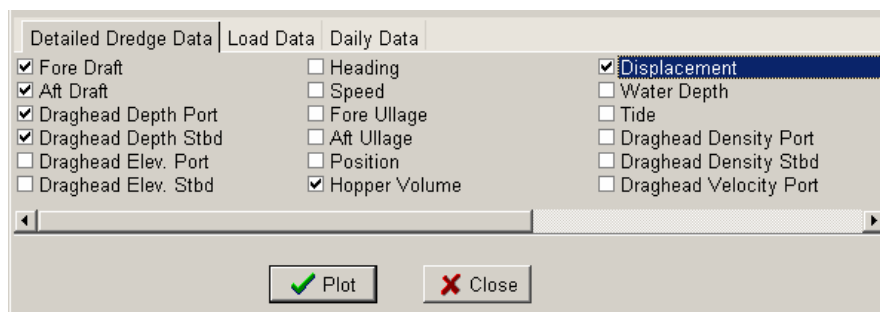 Detailed Dredge Data Load Data Daily Data
Fore Draft Heading Displacement
Aft Draft Speed Water Depth
Draghead Depth Port Fore Ullage Tide
Draghead Depth Stbd Aft Ullage Draghead Density Port
Draghead Elev. Port Position Draghead Density Stbd
Draghead Elev. Stbd Hopper Volume Draghead Velocity Port
Plot Close